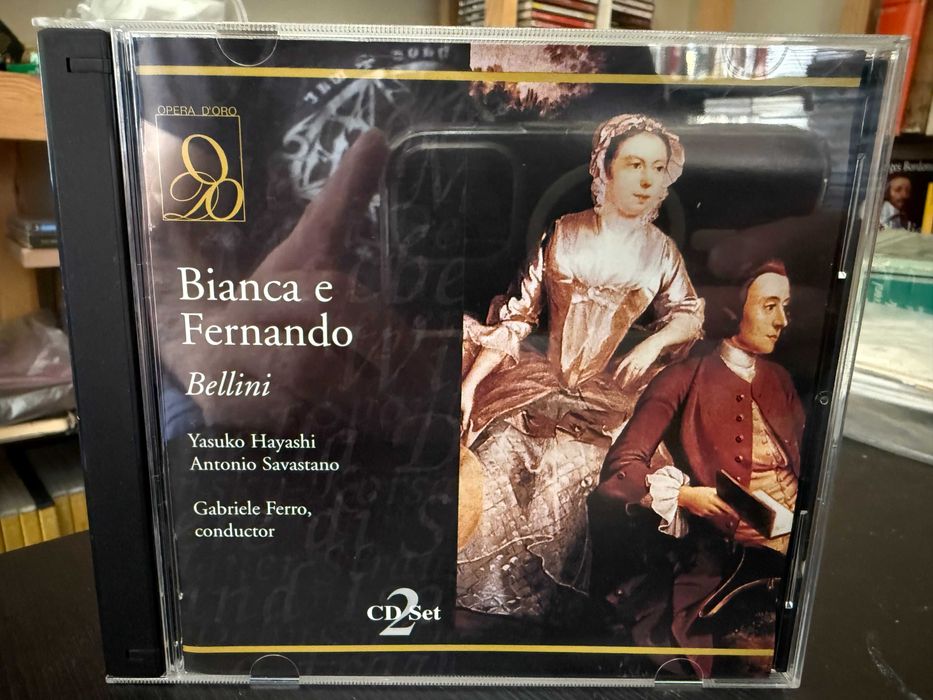 OPERA D'ORO
Bianca e
Fernando
Bellini
Yasuko Hayashi
Antonio Savastano
Gabriele Ferro,
conductor
CD 2 Set